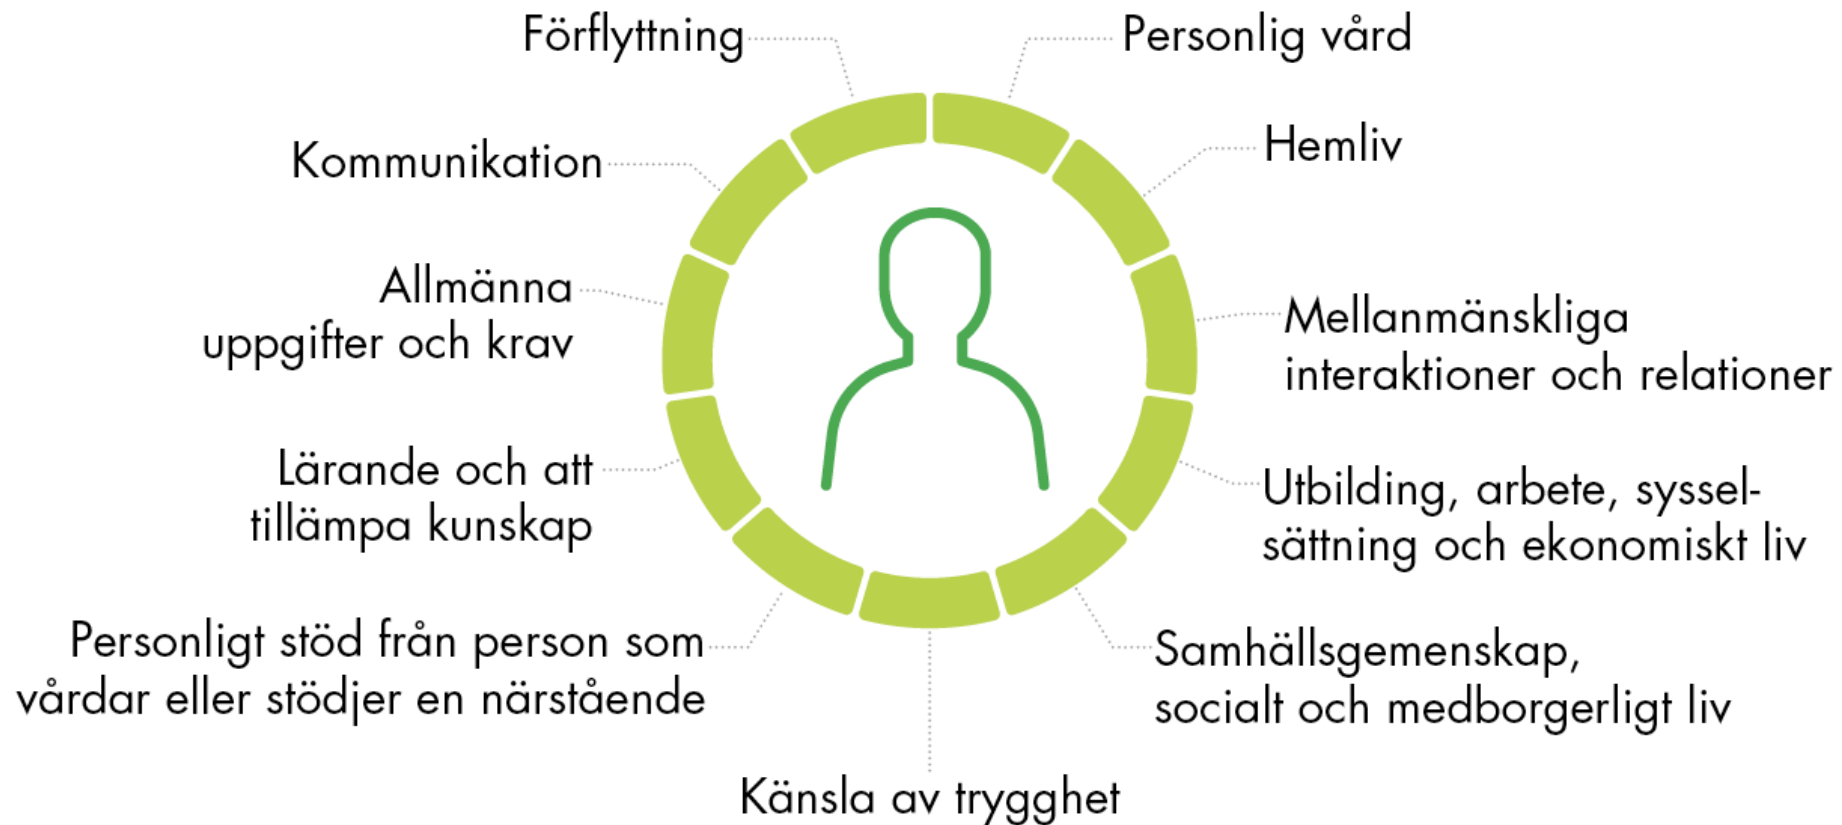 Förflyttning
Personlig vård
Kommunikation
Hemliv
Allmänna
uppgifter och krav
Mellanmänskliga
interaktioner och relationer
Lärande och att
tillämpa kunskap
Utbilding, arbete, syssel-
sättning och ekonomiskt liv
Personligt stöd från person som
vårdar eller stödjer en närstående
Samhällsgemenskap,
socialt och medborgerligt liv
Känsla av trygghet